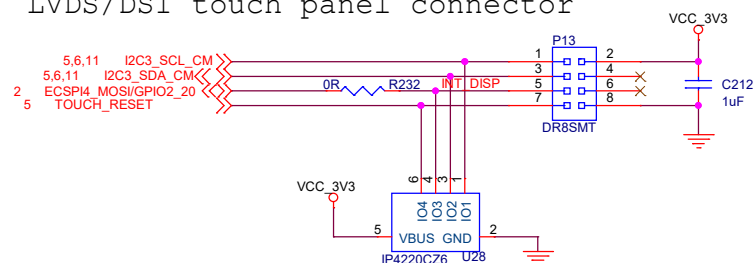 LVDS/DSI touch panel connector
VCC_3V3
P13
5,6,11 I2C3_SCL_CM 1 2
5,6,11 I2C3_SDA_CM 3 4
2 ECSPI4_MOSI/GPIO2_20 0R R232 INT_DISP 5 6
5 TOUCH_RESET 7 8
C212
1uF
DR8SMT
6 4 3 1
VCC_3V3
IO4 IO3 IO2 IO1
5 VBUS GND 2
IP4220CZ6 U28